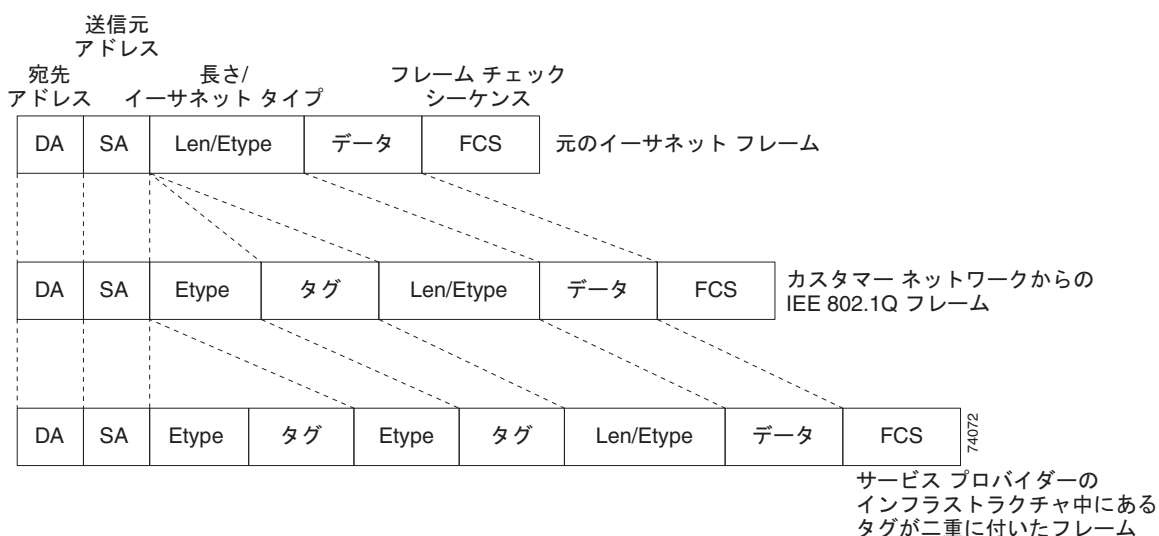 送信元
アドレス
宛先
アドレス
長さ/
イーサネット タイプ
フレーム チェック
シーケンス
DA SA Len/Etype データ FCS 元のイーサネット フレーム
DA SA Etype タグ Len/Etype データ FCS カスタマー ネットワークからの
IEE 802.1Q フレーム
DA SA Etype タグ Etype タグ Len/Etype データ FCS 74072
サービス プロバイダーの
インフラストラクチャ中にある
タグが二重に付いたフレーム